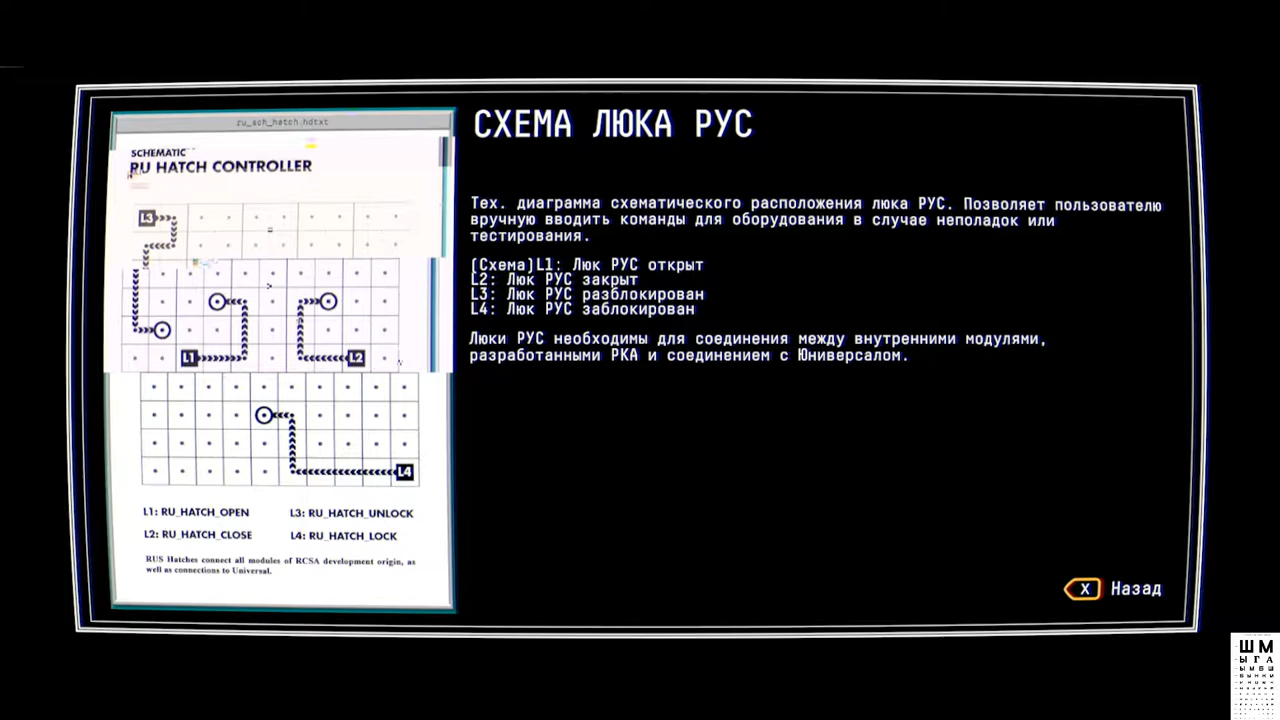 ru_sch_hatch.hdtxt
SCHEMATIC
RU HATCH CONTROLLER
L3
L1
L2
L4
L1: RU_HATCH_OPEN
L3: RU_HATCH_UNLOCK
L2: RU_HATCH_CLOSE
L4: RU_HATCH_LOCK
RUS Hatches connect all modules of RCSA development origin, as
well as connections to Universal.
СХЕМА ЛЮКА РУС
Тех. диаграмма схематического расположения люка РУС. Позволяет пользователю
вручную вводить команды для оборудования в случае неполадок или
тестирования.
(Схема)L1: Люк РУС открыт
L2: Люк РУС закрыт
L3: Люк РУС разблокирован
L4: Люк РУС заблокирован
Люки РУС необходимы для соединения между внутренними модулями,
разработанными РКА и соединением с Юниверсалом.
X Назад
Ш М
Ы Г А
Ы М Б Ш
Б Ы Н К И